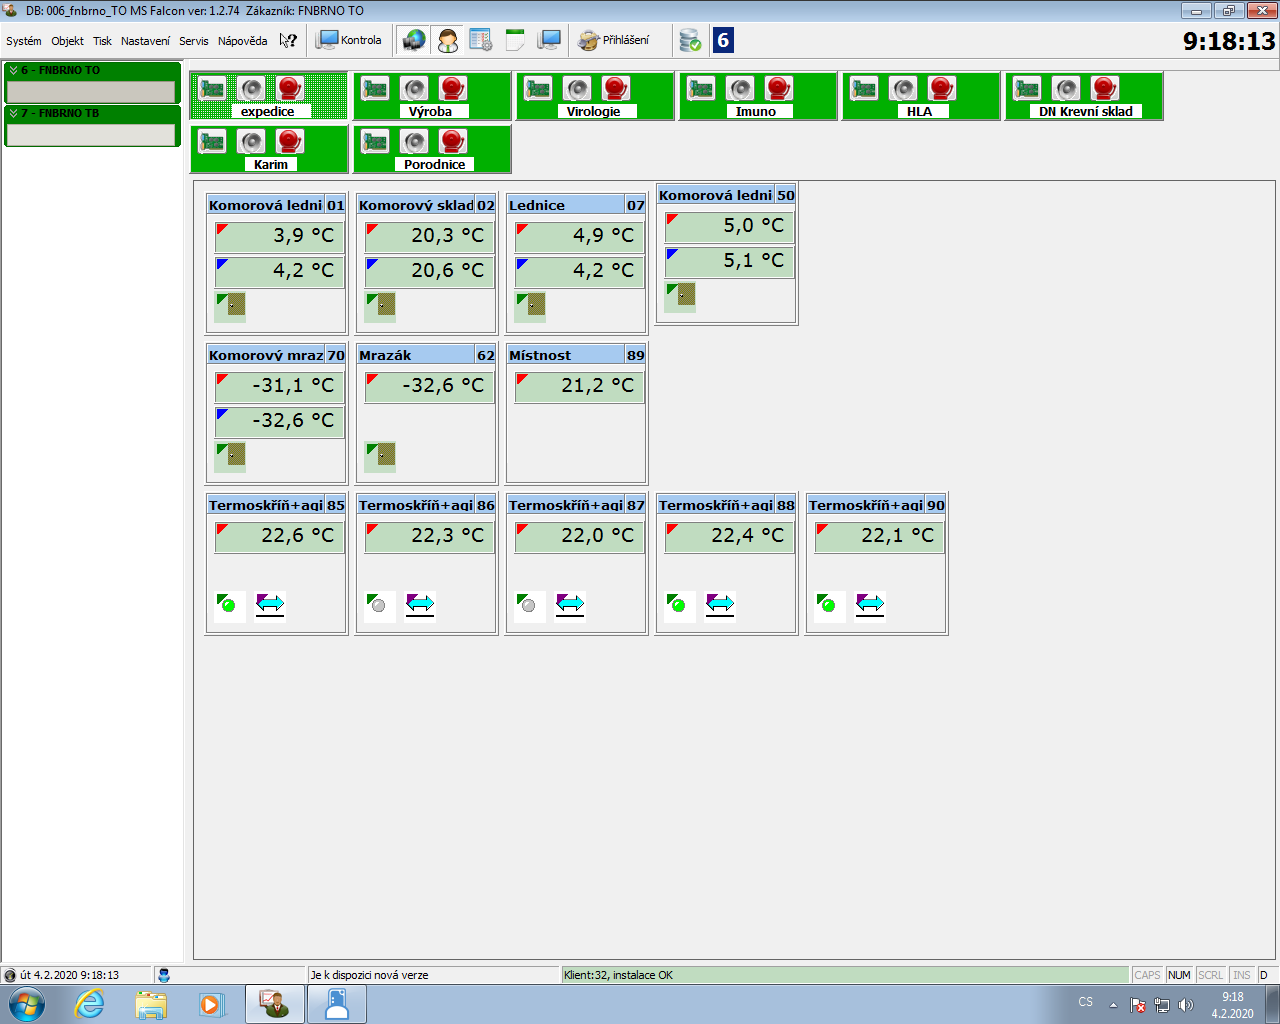 DB: 006_fnbrno_TO MS Falcon ver: 1.2.74  Zákazník: FNBRNO TO
Systém Objekt Tisk Nastavení Servis Nápověda Kontrola Přihlášení 6 9:18:13
6 - FNBRNO TO
7 - FNBRNO TB
expedice Výroba Virologie Imuno HLA DN Krevní sklad
Karim Porodnice
Komorová ledni 01 Komorový sklad 02 Lednice 07 Komorová ledni 50
3,9 °C 20,3 °C 4,9 °C 5,0 °C
4,2 °C 20,6 °C 4,2 °C 5,1 °C
Komorový mraz 70 Mrazák 62 Místnost 89
-31,1 °C -32,6 °C 21,2 °C
-32,6 °C
Termoskříň+agi 85 Termoskříň+agi 86 Termoskříň+agi 87 Termoskříň+agi 88 Termoskříň+agi 90
22,6 °C 22,3 °C 22,0 °C 22,4 °C 22,1 °C
út 4.2.2020 9:18:13 Je k dispozici nová verze Klient:32, instalace OK CAPS NUM SCRL INS D
CS 9:18
4.2.2020